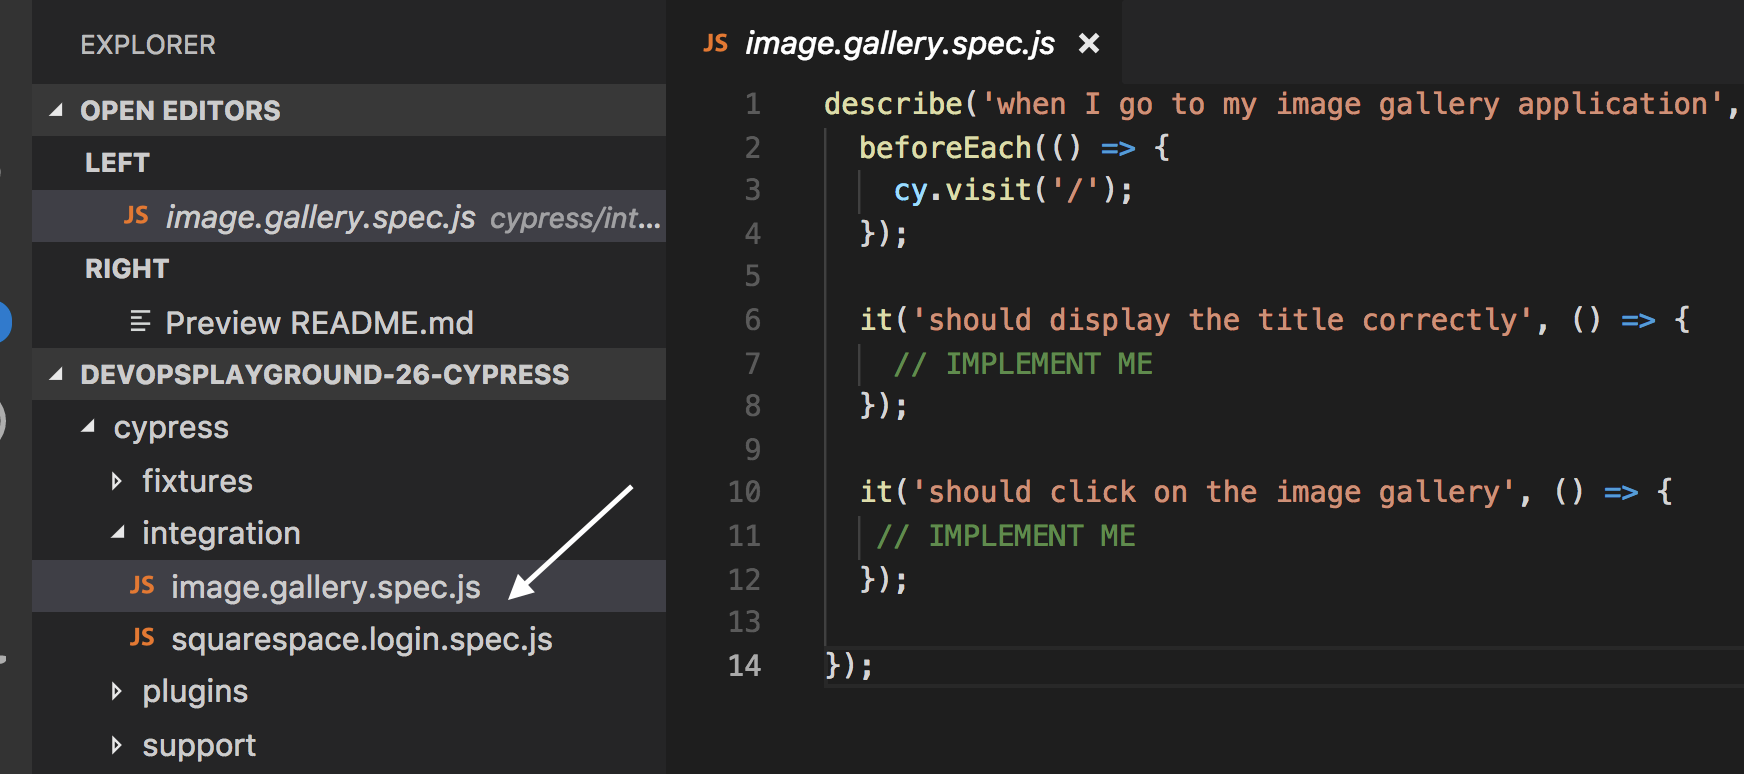 EXPLORER
OPEN EDITORS
LEFT
JS image.gallery.spec.js cypress/int...
RIGHT
Preview README.md
DEVOPSPLAYGROUND-26-CYPRESS
cypress
fixtures
integration
JS image.gallery.spec.js
JS squarespace.login.spec.js
plugins
support
JS image.gallery.spec.js ×
1 describe('when I go to my image gallery application',
2 beforeEach(() => {
3 cy.visit('/');
4 });
5
6 it('should display the title correctly', () => {
7 // IMPLEMENT ME
8 });
9
10 it('should click on the image gallery', () => {
11 // IMPLEMENT ME
12 });
13
14 });